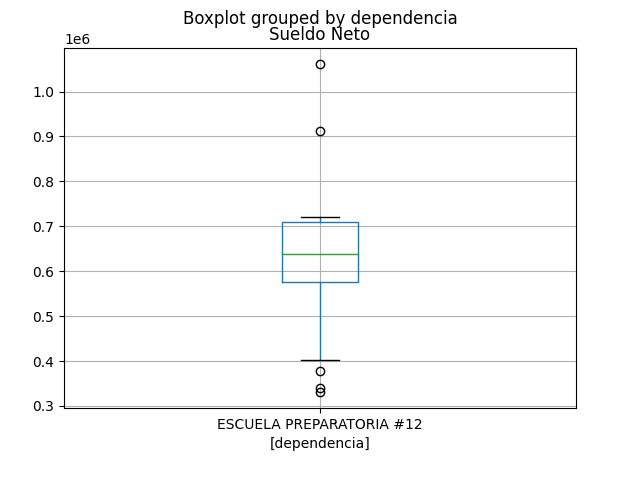 Boxplot grouped by dependencia
Sueldo Neto
1e6
1.0
0.9
0.8
0.7
0.6
0.5
0.4
0.3
ESCUELA PREPARATORIA #12
[dependencia]